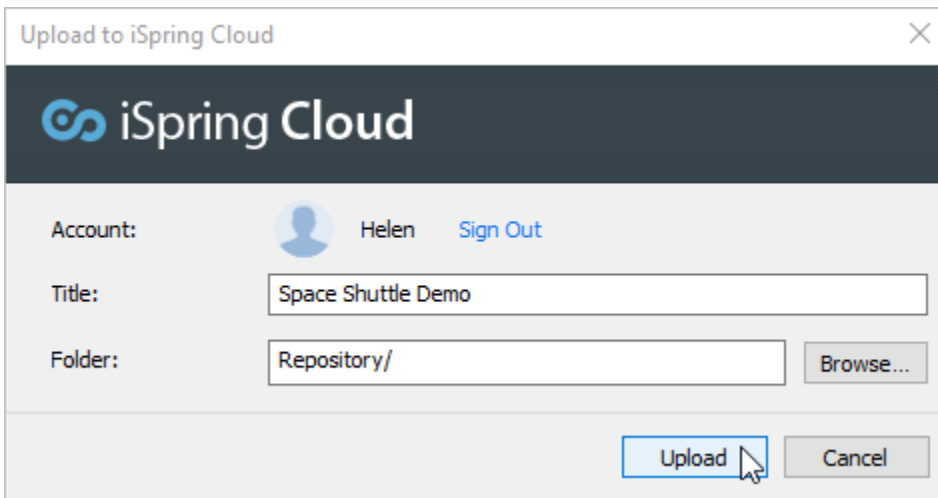 Upload to iSpring Cloud
iSpring Cloud
Account: Helen Sign Out
Title: Space Shuttle Demo
Folder: Repository/ Browse...
Upload Cancel